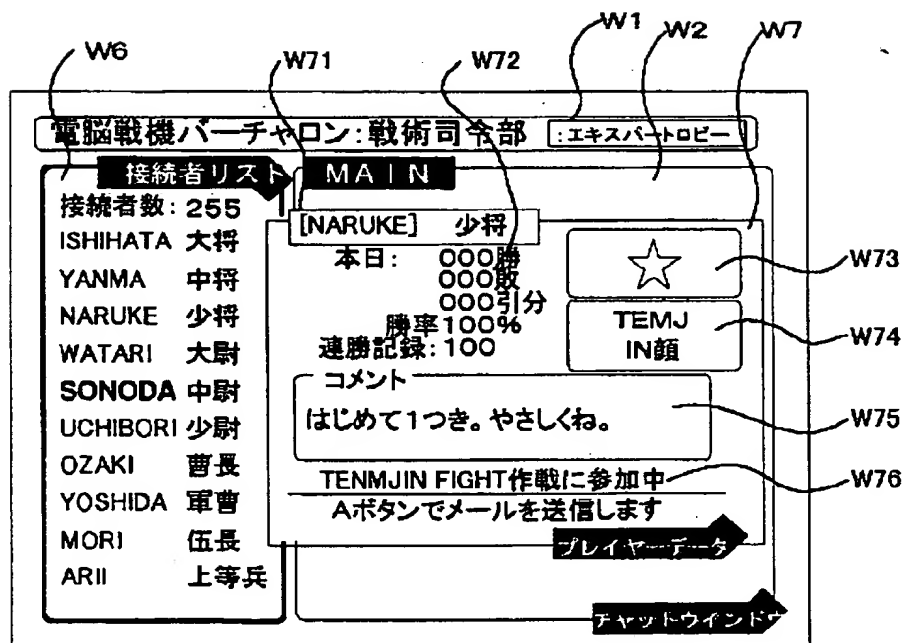 W6
W71
W72
W1
W2
W7
電脳戦機バーチャロン:戦術司令部 :エキスパートロビー
接続者リスト
MAIN
接続者数: 255
ISHIHATA 大将
YANMA 中将
NARUKE 少将
WATARI 大尉
SONODA 中尉
UCHIBORI 少尉
OZAKI 曹長
YOSHIDA 軍曹
MORI 伍長
ARII 上等兵
[NARUKE] 少将
本日: 000勝
000敗
000引分
勝率100%
連勝記録:100
☆
W73
TEMJ
IN顔
W74
コメント
はじめて1つき。やさしくね。
W75
TENMJIN FIGHT作戦に参加中
W76
Aボタンでメールを送信します
プレイヤーデータ
チャットウインドウ